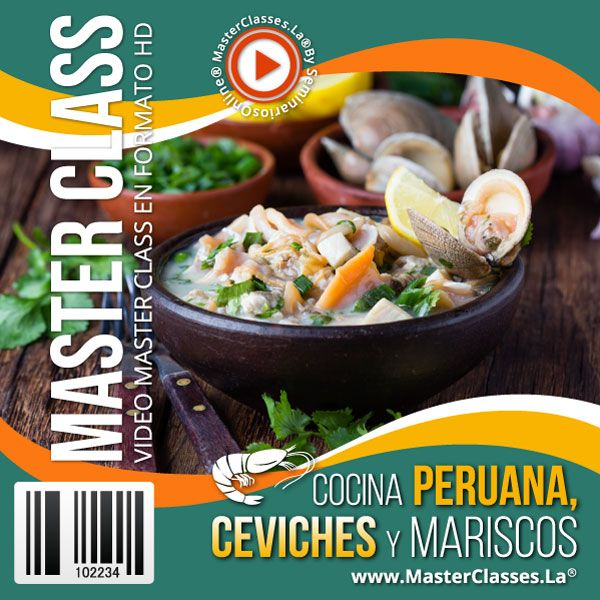 MasterClasses.La® By SeminariosOnline®
MASTER CLASS
VIDEO MASTER CLASS EN FORMATO HD
COCINA PERUANA,
CEVICHES Y MARISCOS
www.MasterClasses.La®
102234